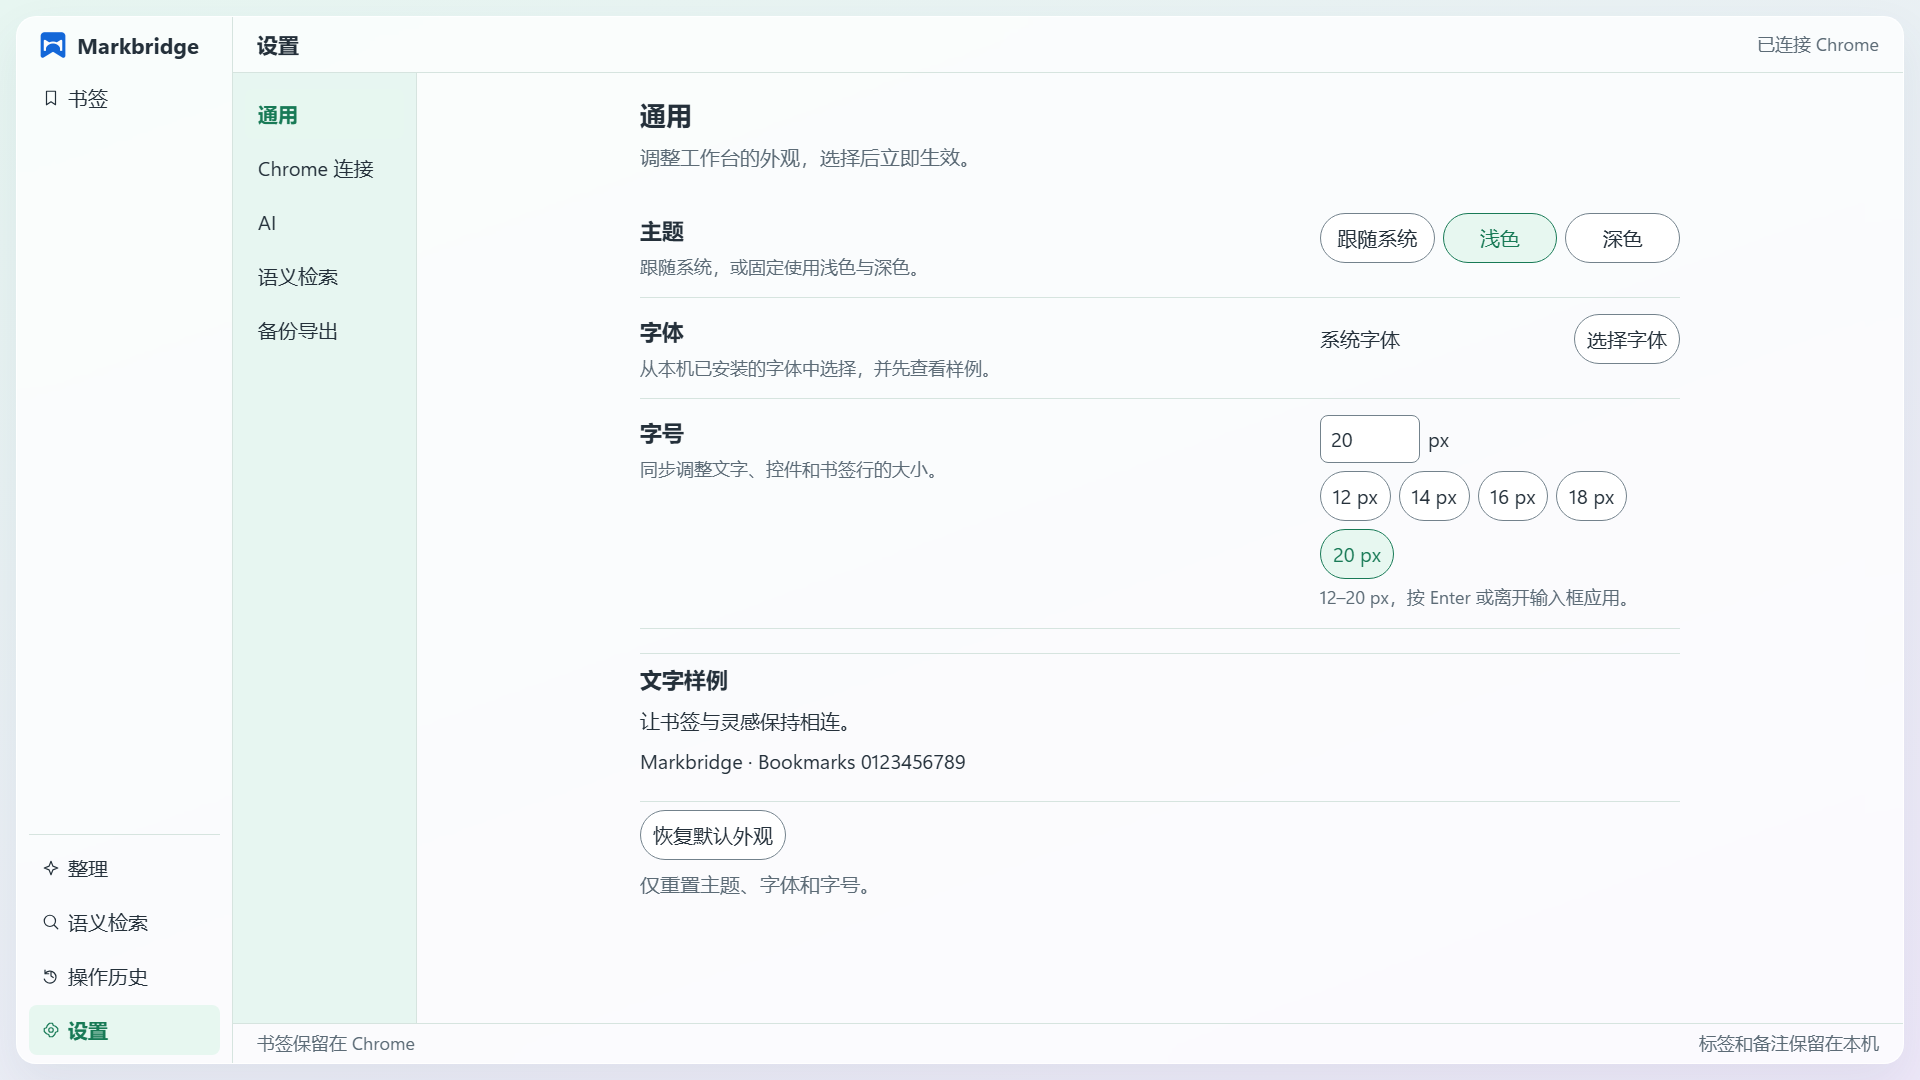 Markbridge
书签
整理
语义检索
操作历史
设置
设置
已连接 Chrome
通用
Chrome 连接
AI
语义检索
备份导出
通用
调整工作台的外观，选择后立即生效。
主题
跟随系统，或固定使用浅色与深色。
跟随系统 浅色 深色
字体
从本机已安装的字体中选择，并先查看样例。
系统字体 选择字体
字号
同步调整文字、控件和书签行的大小。
20 px
12 px 14 px 16 px 18 px
20 px
12–20 px，按 Enter 或离开输入框应用。
文字样例
让书签与灵感保持相连。
Markbridge · Bookmarks 0123456789
恢复默认外观
仅重置主题、字体和字号。
书签保留在 Chrome
标签和备注保留在本机